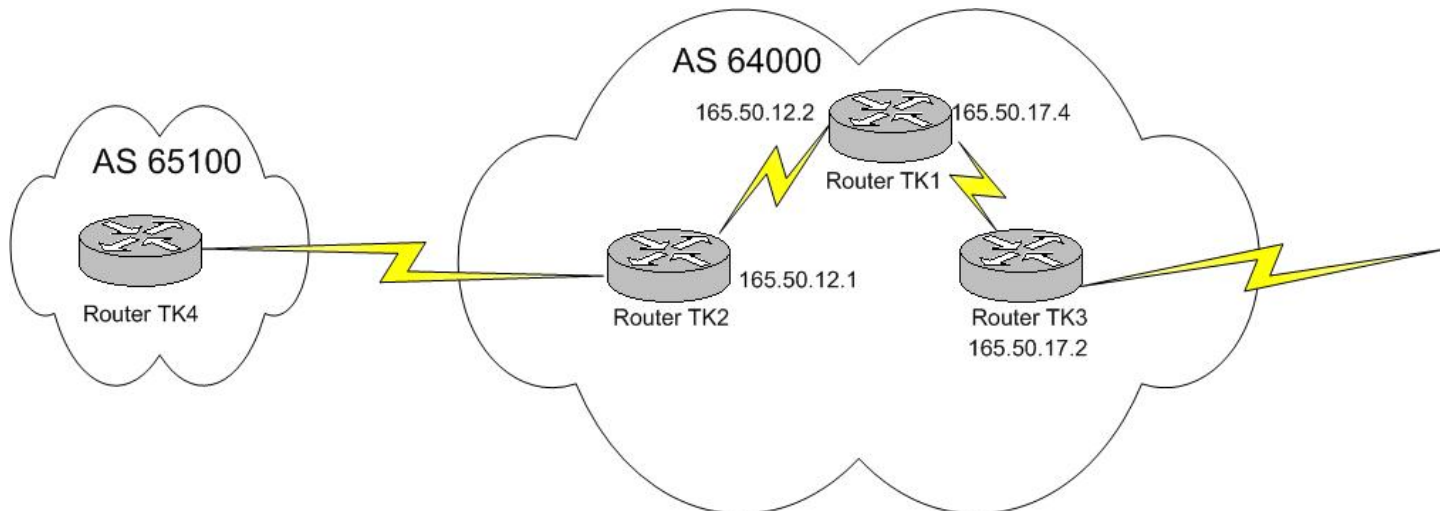 AS 64000
165.50.12.2
165.50.17.4
Router TK1
AS 65100
Router TK4
165.50.12.1
Router TK2
Router TK3
165.50.17.2